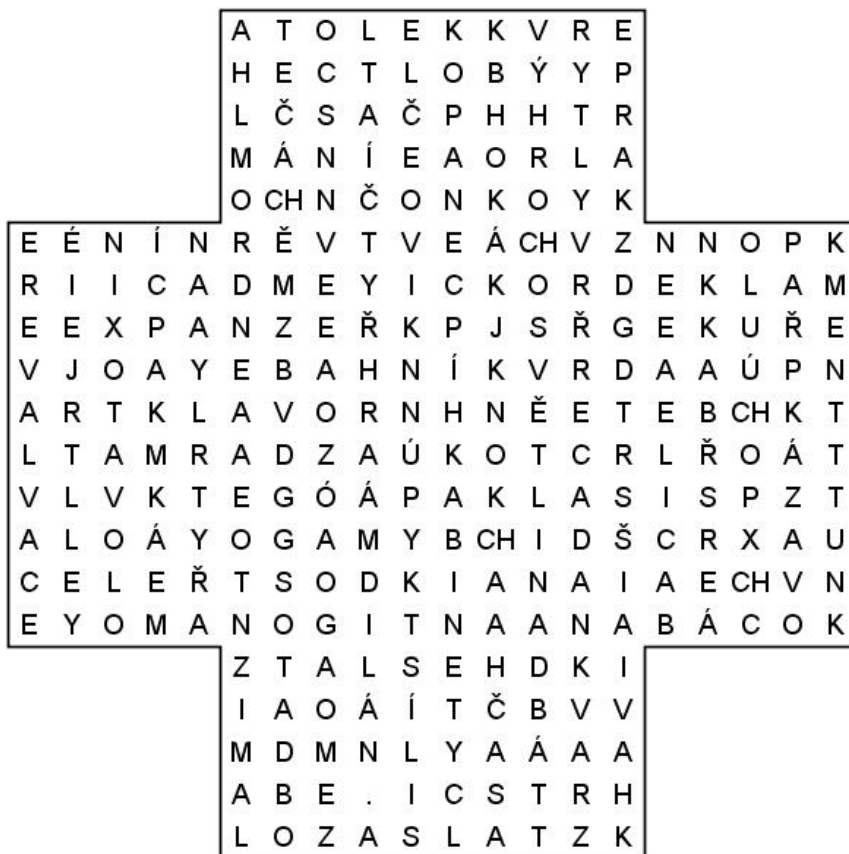 A T O L E K K V R E
H E C T L O B Ý Y P
L Č S A Č P H H T R
M Á N Í E A O R L A
O CH N Č O N K O Y K
E É N Í N R Ě V T V E Á CH V Z N N O P K
R I I C A D M E Y I C K O R D E K L A M
E E X P A N Z E Ř K P J S Ř G E K U Ř E
V J O A Y E B A H N Í K V R D A A Ú P N
A R T K L A V O R N H N Ě E T E B CH K T
L T A M R A D Z A Ú K O T C R L Ř O Á T
V L V K T E G Ó Á P A K L A S I S P Z T
A L O Á Y O G A M Y B CH I D Š C R X A U
C E L E Ř T S O D K I A N A I A E CH V N
E Y O M A N O G I T N A A N A B Á C O K
Z T A L S E H D K I
I A O Á Í T Č B V V
M D M N L Y A Á A A
A B E . I C S T R H
L O Z A S L A T Z K